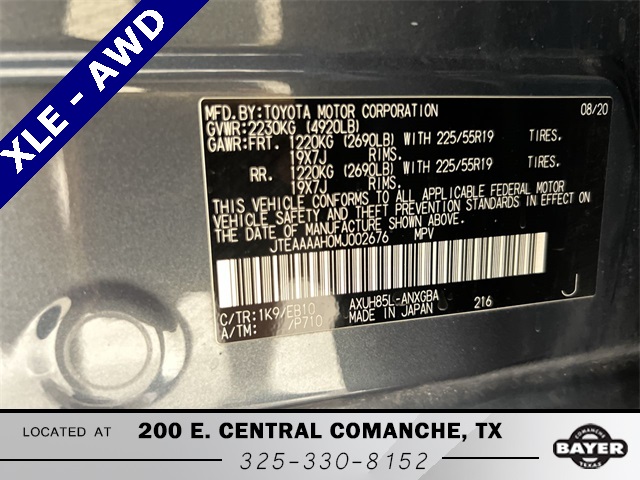 XLE - AWD
MFD.BY:TOYOTA MOTOR CORPORATION 08/20
GVWR:2230KG (4920LB)
GAWR:FRT. 1220KG (2690LB) WITH 225/55R19 TIRES.
19X7J RIMS.
RR. 1220KG (2690LB) WITH 225/55R19 TIRES.
19X7J RIMS.
THIS VEHICLE CONFORMS TO ALL APPLICABLE FEDERAL MOTOR
VEHICLE SAFETY AND THEFT PREVENTION STANDARDS IN EFFECT ON
THE DATE OF MANUFACTURE SHOWN ABOVE.
JTEAAAAH0MJ002676 MPV
C/TR:1K9/EB10 AXUH85L-ANXGBA 216 J
A/TM: /P710 MADE IN JAPAN
LOCATED AT 200 E. CENTRAL COMANCHE, TX
325-330-8152
COMANCHE
BAYER
TEXAS